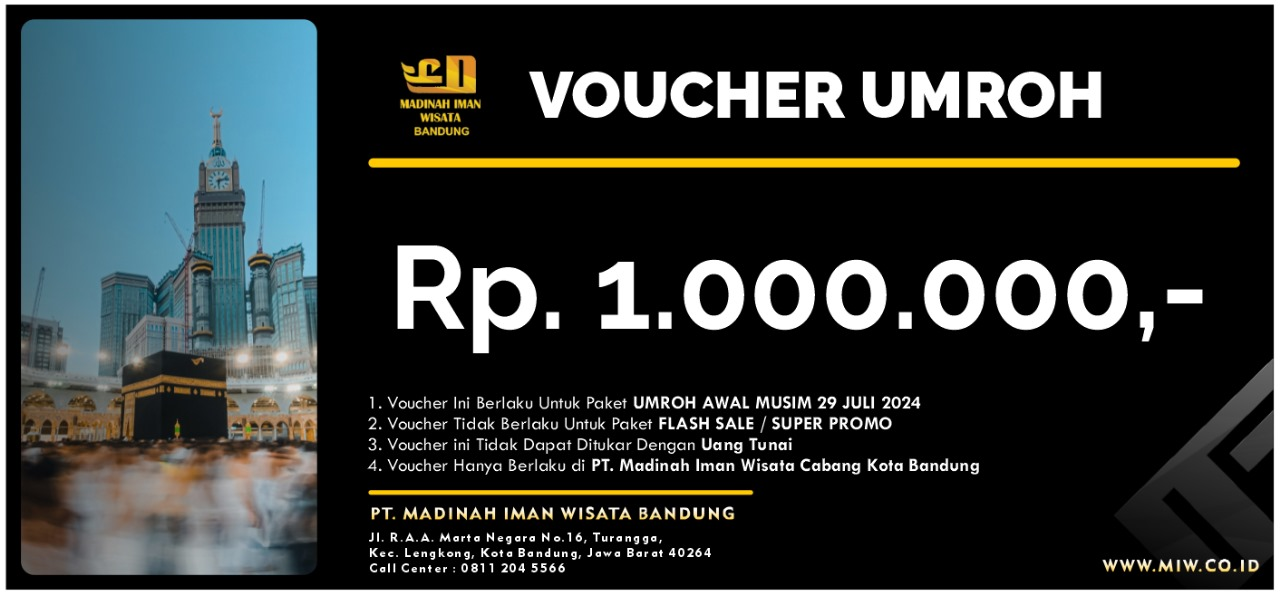 MADINAH IMAN
WISATA
BANDUNG
VOUCHER UMROH
Rp. 1.000.000,-
1. Voucher Ini Berlaku Untuk Paket UMROH AWAL MUSIM 29 JULI 2024
2. Voucher Tidak Berlaku Untuk Paket FLASH SALE / SUPER PROMO
3. Voucher ini Tidak Dapat Ditukar Dengan Uang Tunai
4. Voucher Hanya Berlaku di PT. Madinah Iman Wisata Cabang Kota Bandung
PT. MADINAH IMAN WISATA BANDUNG
Jl. R.A.A. Marta Negara No.16, Turangga,
Kec. Lengkong, Kota Bandung, Jawa Barat 40264
Call Center : 0811 204 5566
WWW.MIW.CO.ID